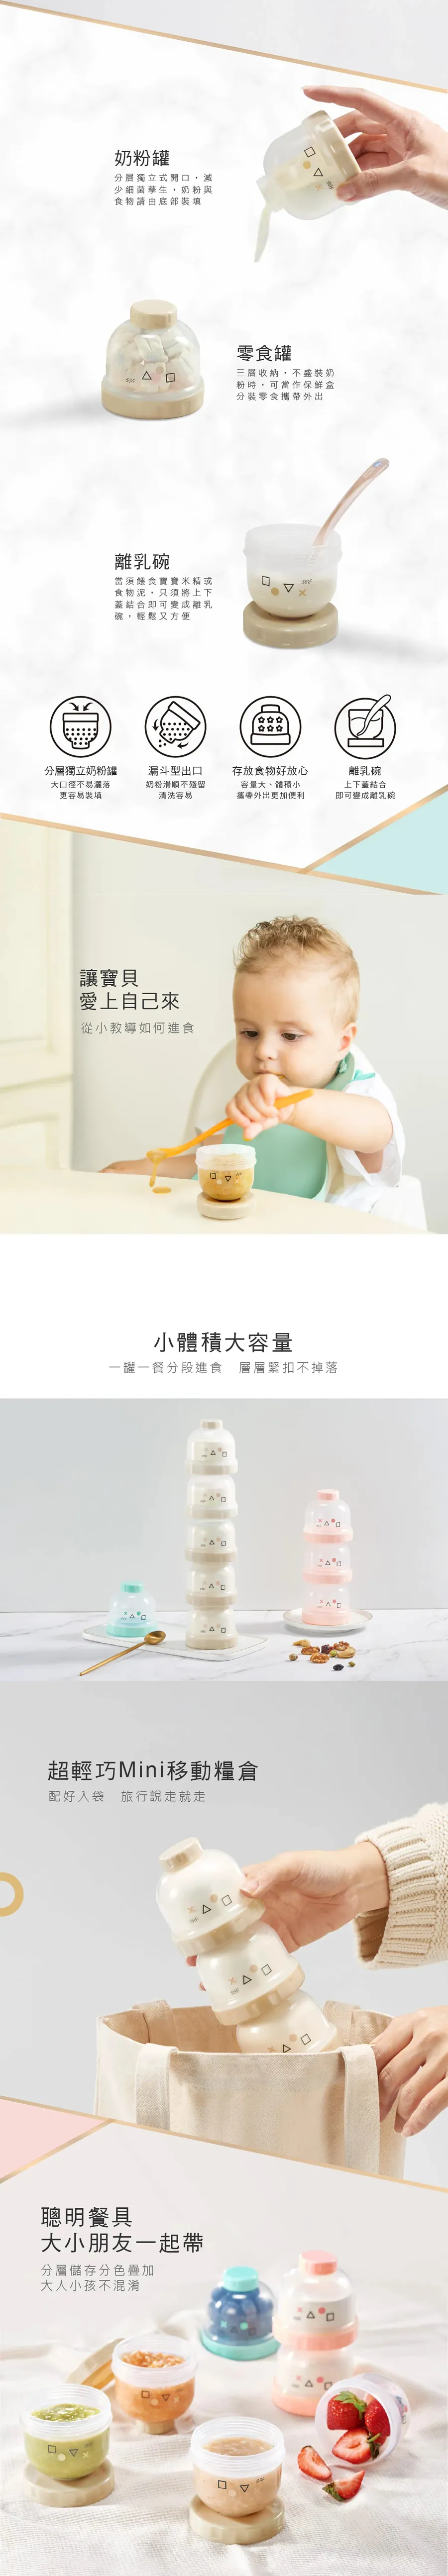 奶粉罐
分層獨立式開口，減
少細菌孳生，奶粉與
食物請由底部裝填
零食罐
三層收納，不盛裝奶
粉時，可當作保鮮盒
分裝零食攜帶外出
離乳碗
當須餵食寶寶米精或
食物泥，只須將上下
蓋結合即可變成離乳
碗，輕鬆又方便
分層獨立奶粉罐
大口徑不易灑落
更容易裝填
漏斗型出口
奶粉滑順不殘留
清洗容易
存放食物好放心
容量大、體積小
攜帶外出更加便利
離乳碗
上下蓋結合
即可變成離乳碗
讓寶貝
愛上自己來
從小教導如何進食
小體積大容量
一罐一餐分段進食　層層緊扣不掉落
超輕巧Mini移動糧倉
配好入袋　旅行說走就走
聰明餐具
大小朋友一起帶
分層儲存分色疊加
大人小孩不混淆